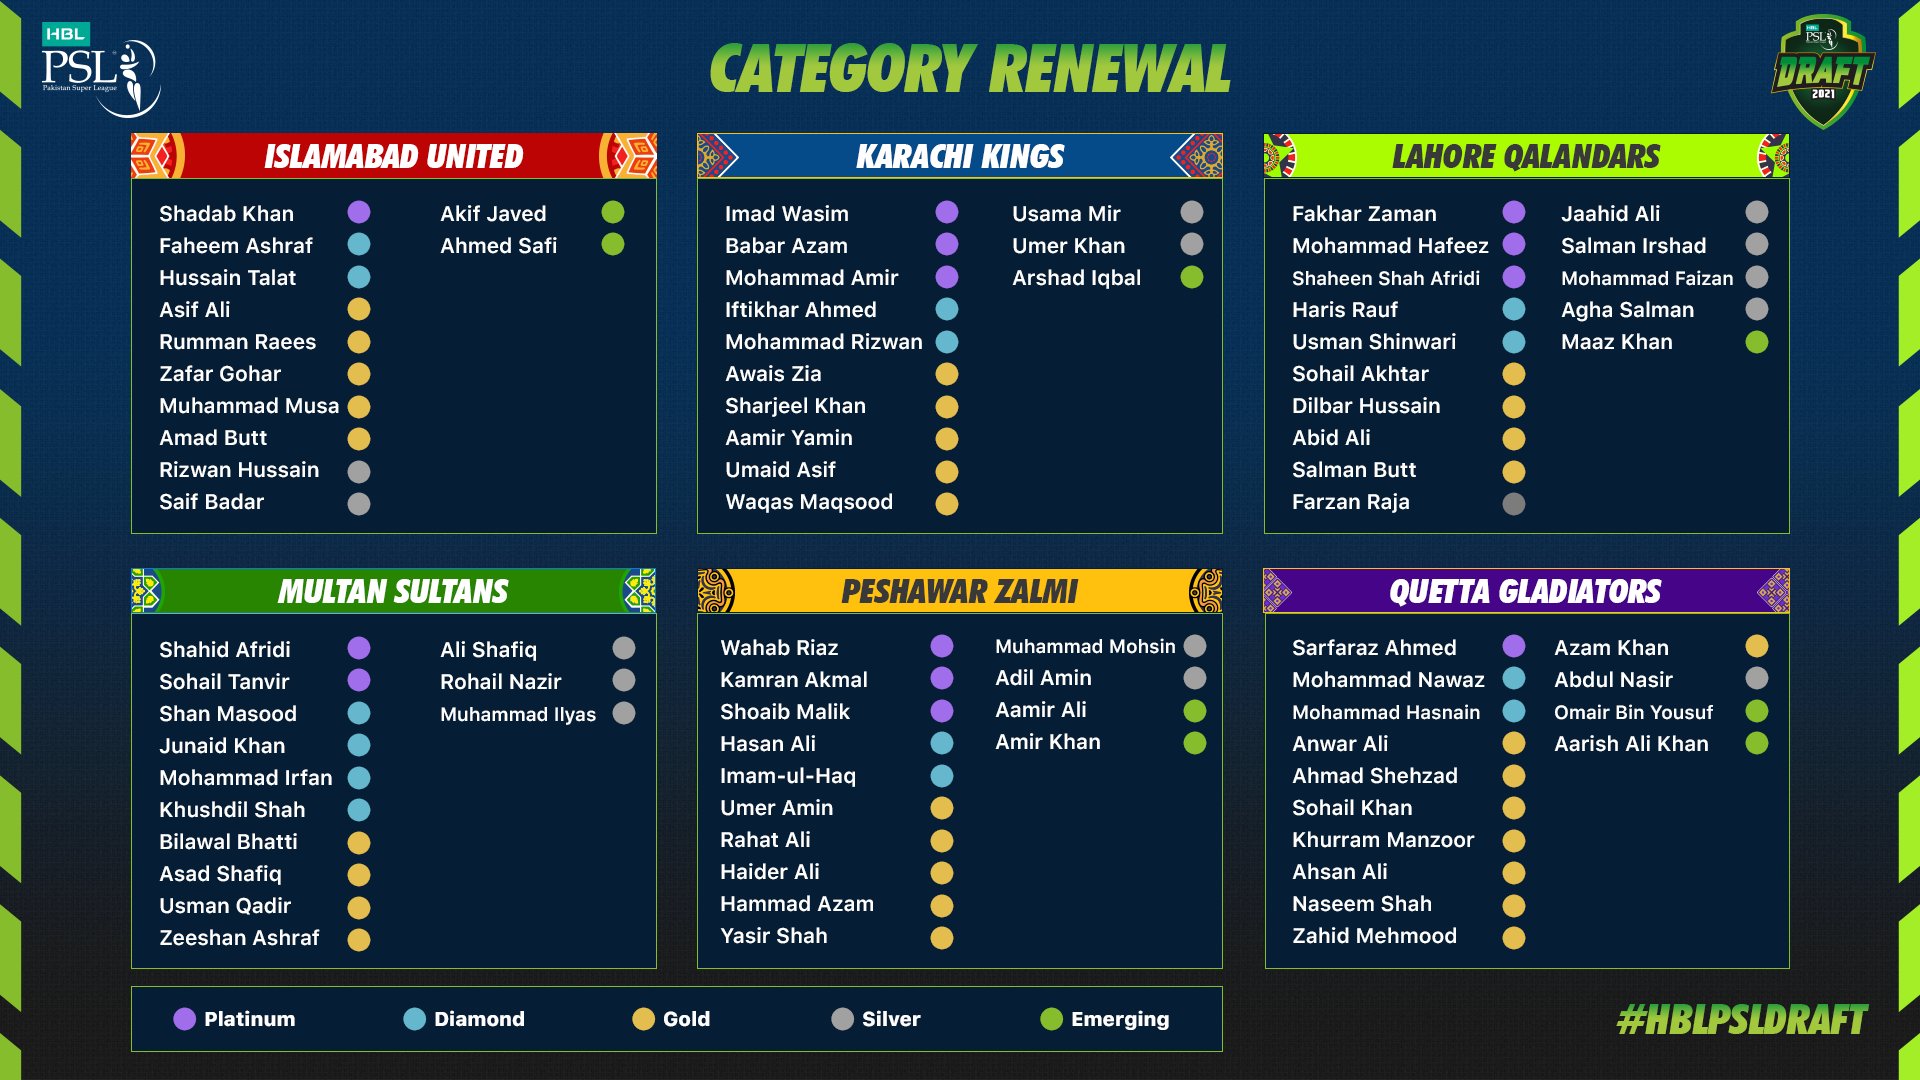 HBL
PSL
Pakistan Super League
CATEGORY RENEWAL
HBL
PSL
DRAFT
2021
ISLAMABAD UNITED
Shadab Khan
Faheem Ashraf
Hussain Talat
Asif Ali
Rumman Raees
Zafar Gohar
Muhammad Musa
Amad Butt
Rizwan Hussain
Saif Badar
Akif Javed
Ahmed Safi
KARACHI KINGS
Imad Wasim
Babar Azam
Mohammad Amir
Iftikhar Ahmed
Mohammad Rizwan
Awais Zia
Sharjeel Khan
Aamir Yamin
Umaid Asif
Waqas Maqsood
Usama Mir
Umer Khan
Arshad Iqbal
LAHORE QALANDARS
Fakhar Zaman
Mohammad Hafeez
Shaheen Shah Afridi
Haris Rauf
Usman Shinwari
Sohail Akhtar
Dilbar Hussain
Abid Ali
Salman Butt
Farzan Raja
Jaahid Ali
Salman Irshad
Mohammad Faizan
Agha Salman
Maaz Khan
MULTAN SULTANS
Shahid Afridi
Sohail Tanvir
Shan Masood
Junaid Khan
Mohammad Irfan
Khushdil Shah
Bilawal Bhatti
Asad Shafiq
Usman Qadir
Zeeshan Ashraf
Ali Shafiq
Rohail Nazir
Muhammad Ilyas
PESHAWAR ZALMI
Wahab Riaz
Kamran Akmal
Shoaib Malik
Hasan Ali
Imam-ul-Haq
Umer Amin
Rahat Ali
Haider Ali
Hammad Azam
Yasir Shah
Muhammad Mohsin
Adil Amin
Aamir Ali
Amir Khan
QUETTA GLADIATORS
Sarfaraz Ahmed
Mohammad Nawaz
Mohammad Hasnain
Anwar Ali
Ahmad Shehzad
Sohail Khan
Khurram Manzoor
Ahsan Ali
Naseem Shah
Zahid Mehmood
Azam Khan
Abdul Nasir
Omair Bin Yousuf
Aarish Ali Khan
Platinum
Diamond
Gold
Silver
Emerging
#HBLPSLDRAFT